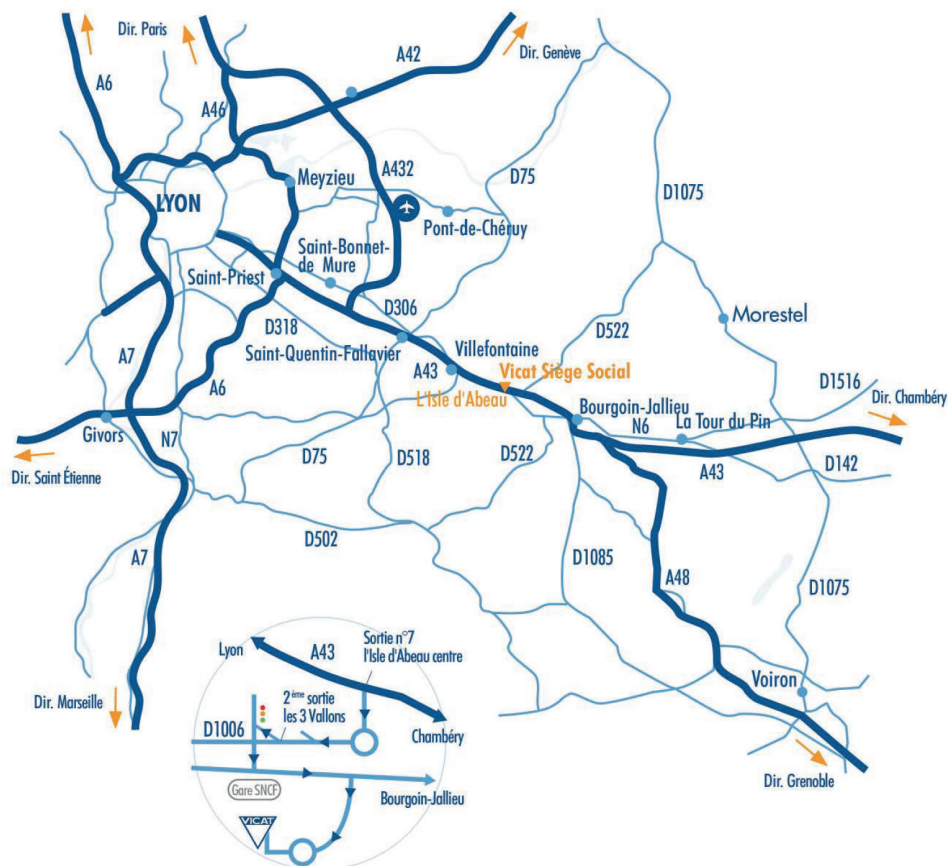 Dir. Paris
Dir. Genève
A6
A42
A46
A432
D75
D1075
Meyzieu
LYON
Pont-de-Chéruy
Saint-Bonnet-
de Mure
Saint-Priest
D306
D318
Morestel
D522
Saint-Quentin-Fallavier
Villefontaine
A7
A43
Vicat Siège Social
A6
L'Isle d'Abeau
D1516
Bourgoin-Jallieu
Dir. Chambéry
N6
La Tour du Pin
Givors
N7
D75
D518
D522
A43
D142
Dir. Saint Étienne
D502
A7
D1085
A48
D1075
Sortie n°7
l'Isle d'Abeau centre
Lyon
A43
Voiron
Dir. Marseille
2ème sortie
les 3 Vallons
D1006
Chambéry
Dir. Grenoble
Gare SNCF
Bourgoin-Jallieu
VICAT